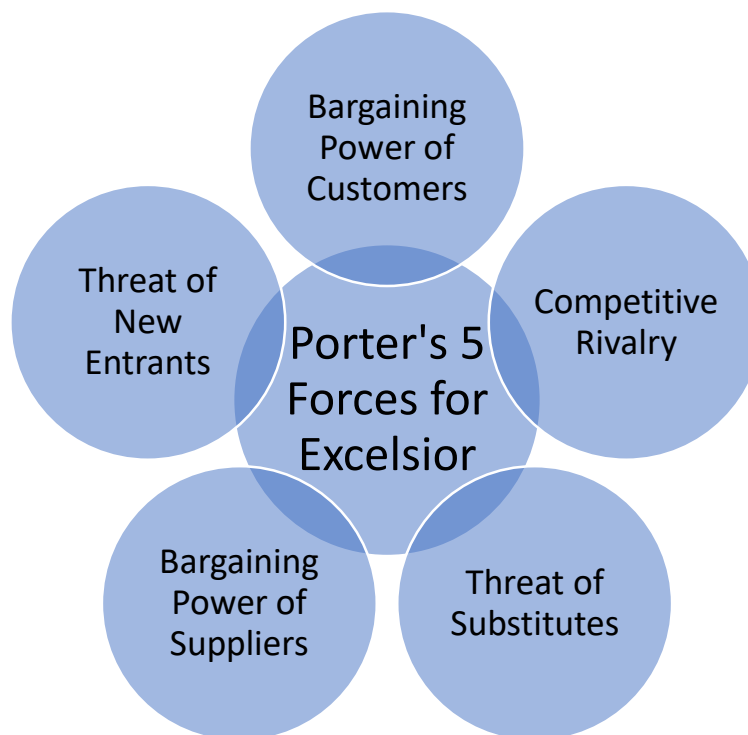 Bargaining
Power of
Customers
Threat of
New
Entrants
Competitive
Rivalry
Porter's 5
Forces for
Excelsior
Bargaining
Power of
Suppliers
Threat of
Substitutes